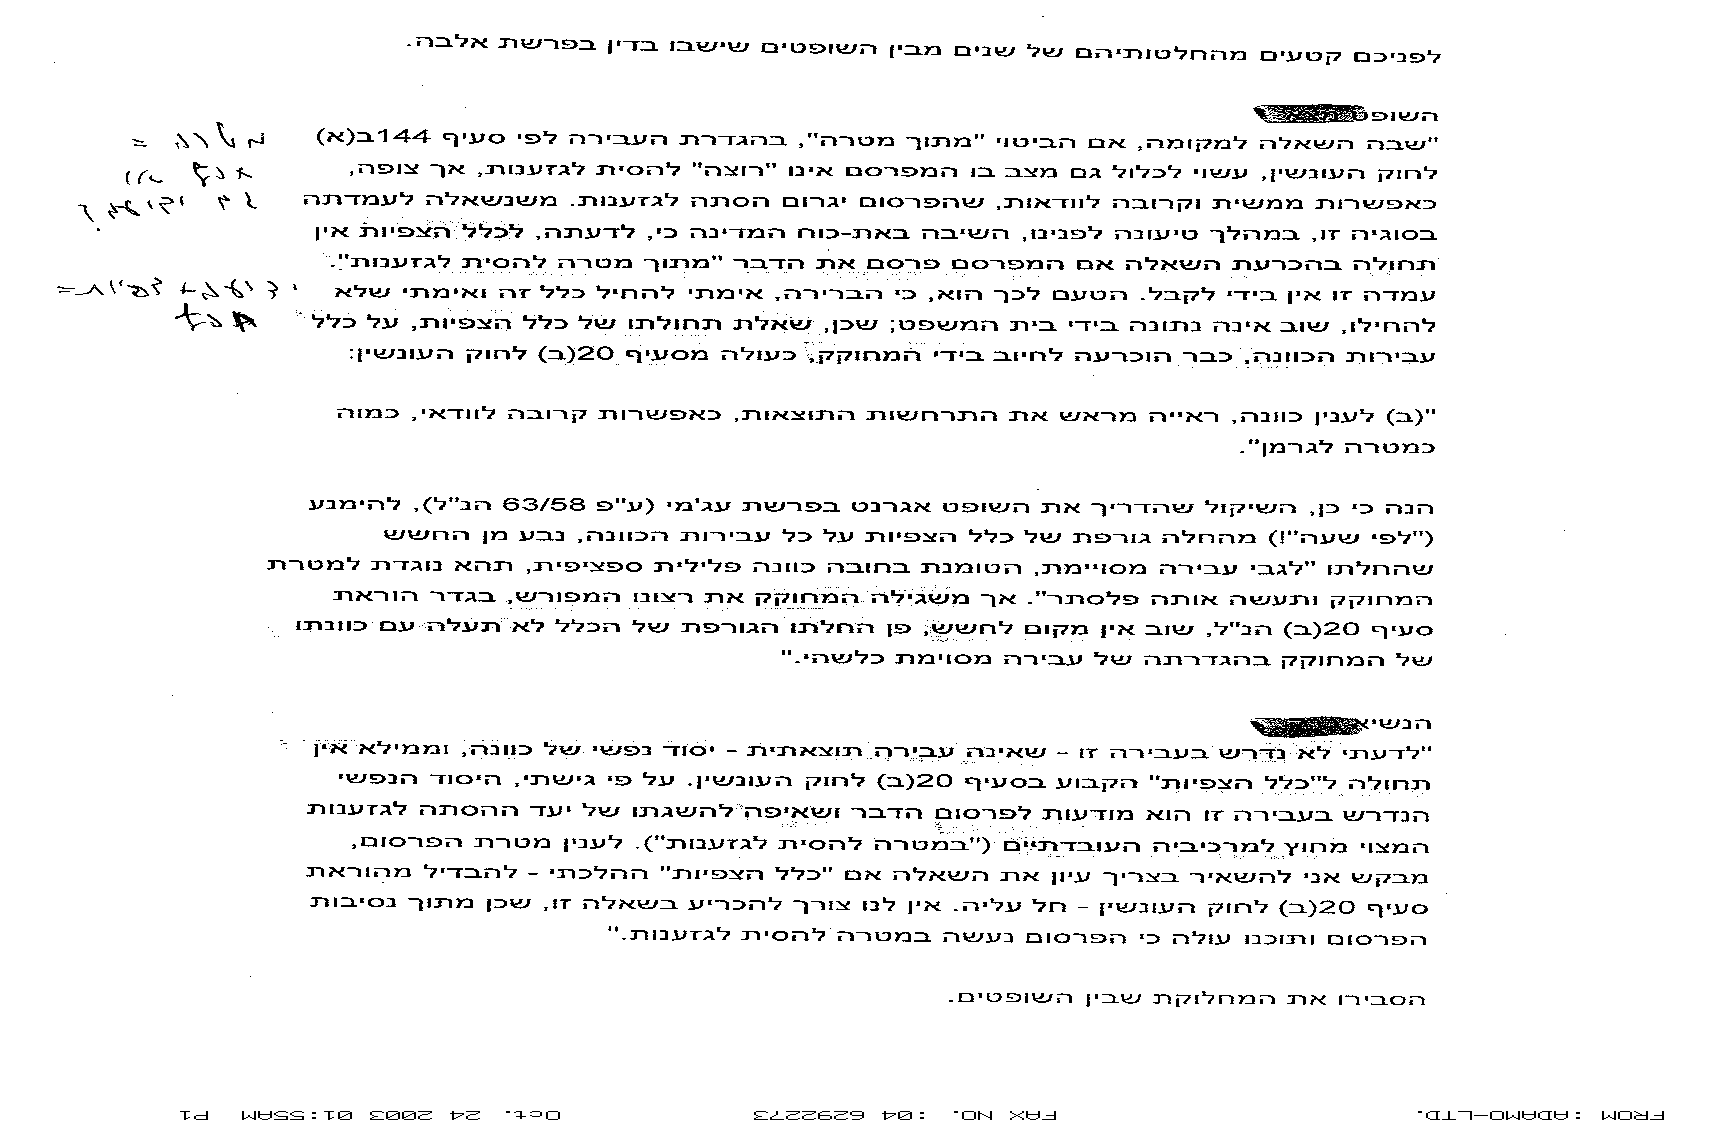 לפניכם קטעים מהחלטותיהם של שנים מבין השופטים שישבו בדין בפרשת אלבה.
השופט
"שבה השאלה למקומה, אם הביטוי "מתוך מטרה", בהגדרת העבירה לפי סעיף 144ב(א)
לחוק העונשין, עשוי לכלול גם מצב בו המפרסם אינו "רוצה" להסית לגזענות, אך צופה,
כאפשרות ממשית וקרובה לוודאות, שהפרסום יגרום הסתה לגזענות. משנשאלה לעמדתה
בסוגיה זו, במהלך טיעונה לפנינו, השיבה באת-כוח המדינה כי, לדעתה, לכלל הצפיות אין
תחולה בהכרעת השאלה אם המפרסם פרסם את הדבר "מתוך מטרה להסית לגזענות".
עמדה זו אין בידי לקבל. הטעם לכך הוא, כי הברירה, אימתי להחיל כלל זה ואימתי שלא
להחילו, שוב אינה נתונה בידי בית המשפט; שכן, שאלת תחולתו של כלל הצפיות, על כלל
עבירות הכוונה, כבר הוכרעה לחיוב בידי המחוקק, כעולה מסעיף 20(ב) לחוק העונשין:
"(ב) לענין כוונה, ראייה מראש את התרחשות התוצאות, כאפשרות קרובה לוודאי, כמוה
כמטרה לגרמן".
הנה כי כן, השיקול שהדריך את השופט אגרנט בפרשת עג'מי (ע"פ 63/58 הנ"ל), להימנע
("לפי שעה"!) מהחלה גורפת של כלל הצפיות על כל עבירות הכוונה, נבע מן החשש
שהחלתו "לגבי עבירה מסויימת, הטומנת בחובה כוונה פלילית ספציפית, תהא נוגדת למטרת
המחוקק ותעשה אותה פלסתר". אך משגילה המחוקק את רצונו המפורש, בגדר הוראת
סעיף 20(ב) הנ"ל, שוב אין מקום לחשש, פן החלתו הגורפת של הכלל לא תעלה עם כוונתו
של המחוקק בהגדרתה של עבירה מסוימת כלשהי."
הנשיא
"לדעתי לא נדרש בעבירה זו - שאינה עבירה תוצאתית - יסוד נפשי של כוונה, וממילא אין
תחולה ל"כלל הצפיות" הקבוע בסעיף 20(ב) לחוק העונשין. על פי גישתי, היסוד הנפשי
הנדרש בעבירה זו הוא מודעות לפרסום הדבר ושאיפה להשגתו של יעד ההסתה לגזענות
המצוי מחוץ למרכיביה העובדתיים ("במטרה להסית לגזענות"). לענין מטרת הפרסום,
מבקש אני להשאיר בצריך עיון את השאלה אם "כלל הצפיות" ההלכתי - להבדיל מהוראת
סעיף 20(ב) לחוק העונשין - חל עליה. אין לנו צורך להכריע בשאלה זו, שכן מתוך נסיבות
הפרסום ותוכנו עולה כי הפרסום נעשה במטרה להסית לגזענות."
הסבירו את המחלוקת שבין השופטים.
FROM :ADAMO-LTD. FAX NO. :04 6292273 Oct. 24 2003 01:55AM P1